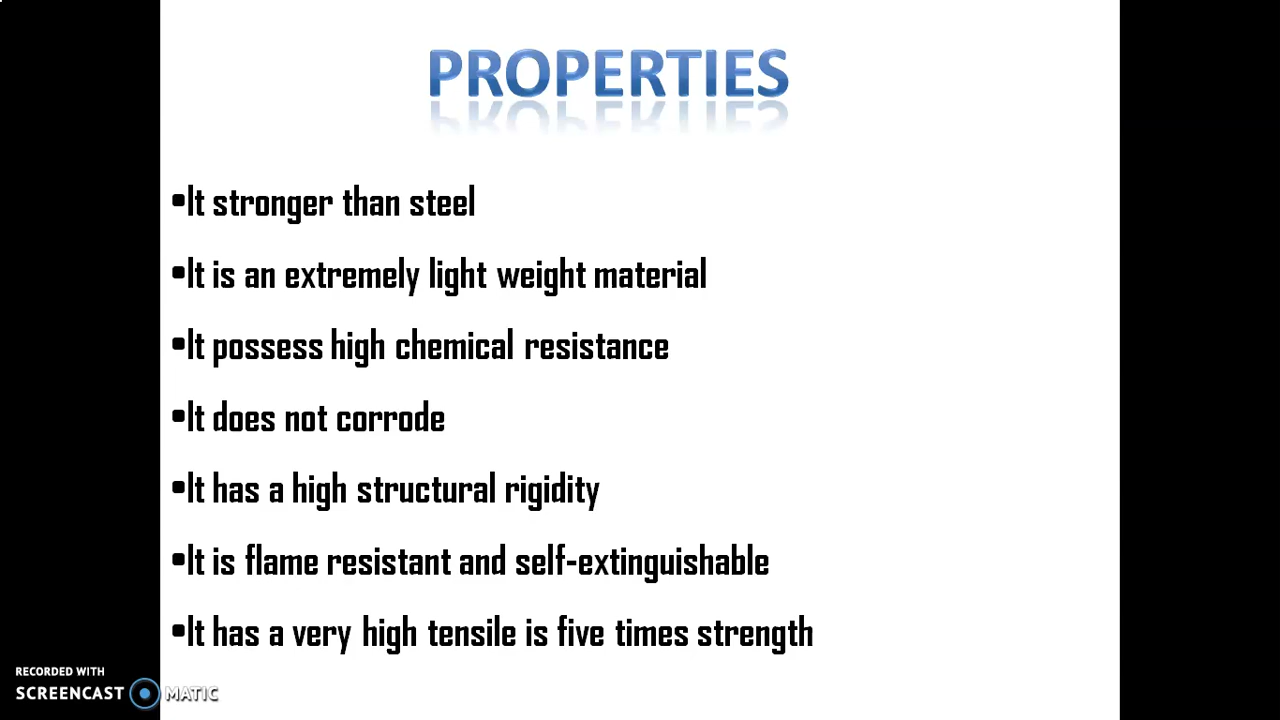 PROPERTIES
•It stronger than steel
•It is an extremely light weight material
•It possess high chemical resistance
•It does not corrode
•It has a high structural rigidity
•It is flame resistant and self-extinguishable
•It has a very high tensile is five times strength
RECORDED WITH
SCREENCAST MATIC